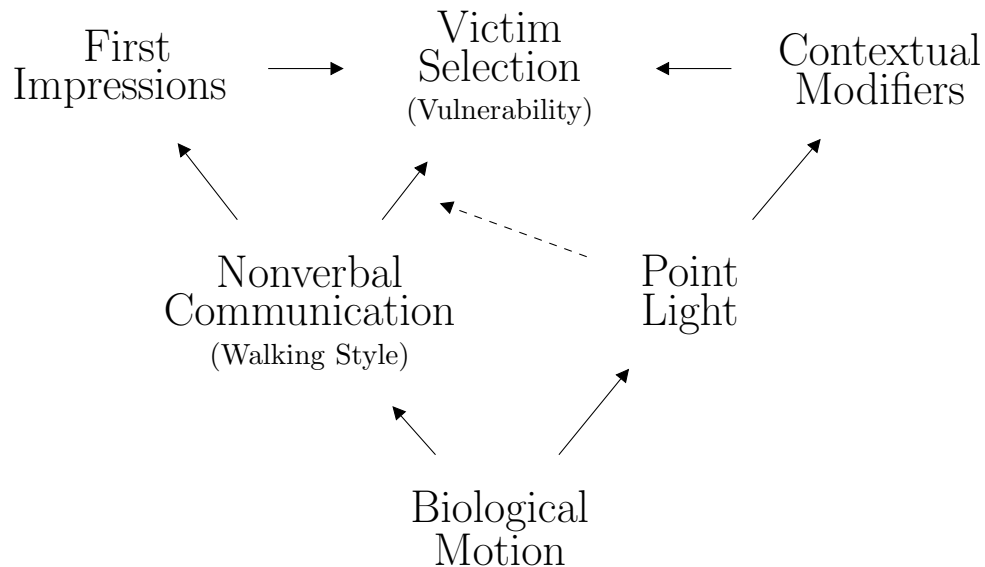 First
Impressions
Victim
Selection
(Vulnerability)
Contextual
Modifiers
Nonverbal
Communication
(Walking Style)
Point
Light
Biological
Motion